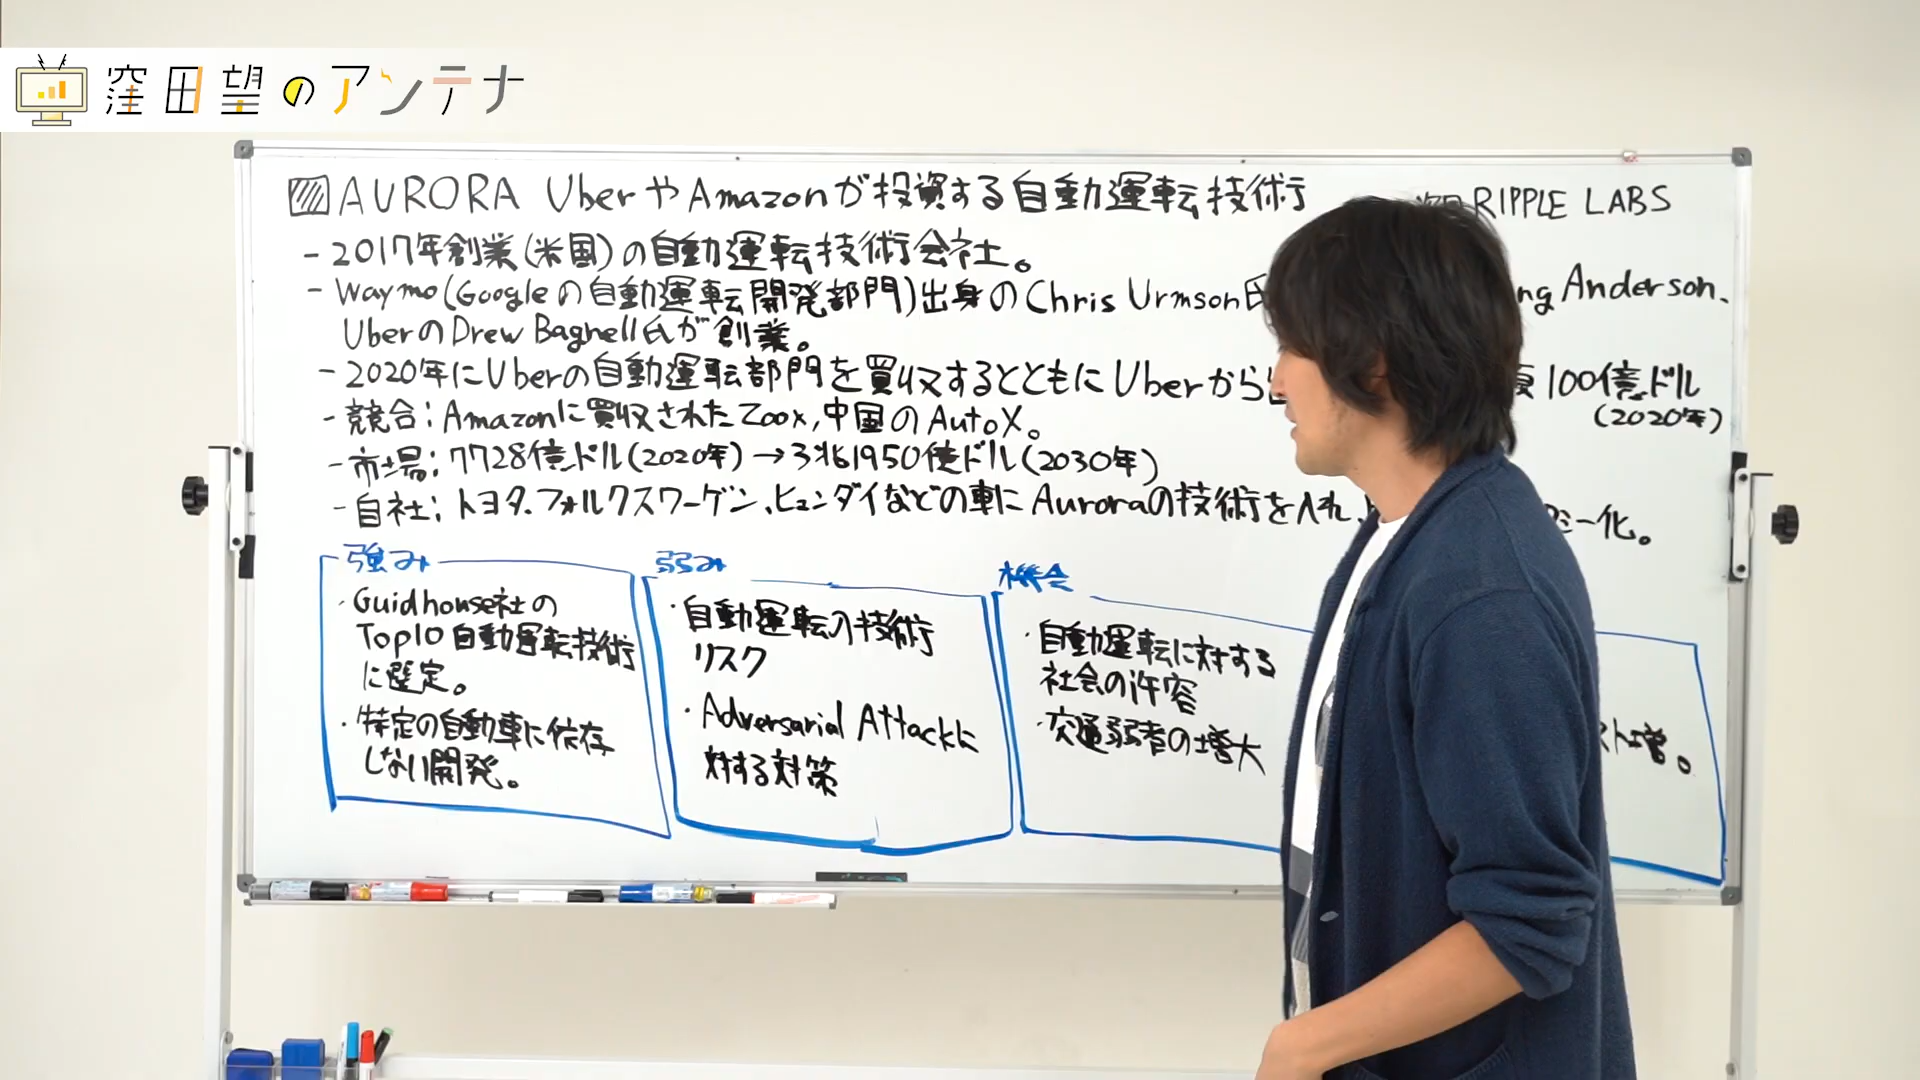 窪田望のアンテナ
AURORA UberやAmazonが投資する自動運転技術
次回 RIPPLE LABS
- 2017年創業(米国)の自動運転技術会社。
- Waymo(Googleの自動運転開発部門)出身のChris Urmson氏 ng Anderson、
UberのDrew Bagnell氏が創業。
- 2020年にUberの自動運転部門を買収するとともにUberから 100億ドル
(2020年)
- 競合：Amazonに買収されたZoox,中国のAutoX。
- 市場：7728億ドル(2020年)→3兆1950億ドル(2030年)
- 自社：トヨタ、フォルクスワーゲン、ヒュンダイなどの車にAuroraの技術を入れ、 シー化。
強み
・Guidhouse社の
Top10自動運転技術
に選定。
・特定の自動車に依存
しない開発。
弱み
・自動運転の技術
リスク
・Adversarial Attackに
対する対策
機会
・自動運転に対する
社会の許容
・交通弱者の増大
スト増。